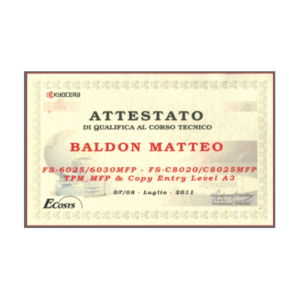 KYOCERA
ATTESTATO
DI QUALIFICA AL CORSO TECNICO
BALDON MATTEO
FS-6025/6030MFP - FS-C8020/C8025MFP
TPM MFP & Copy Entry Level A3
07/08 - Luglio - 2011
ECOSYS